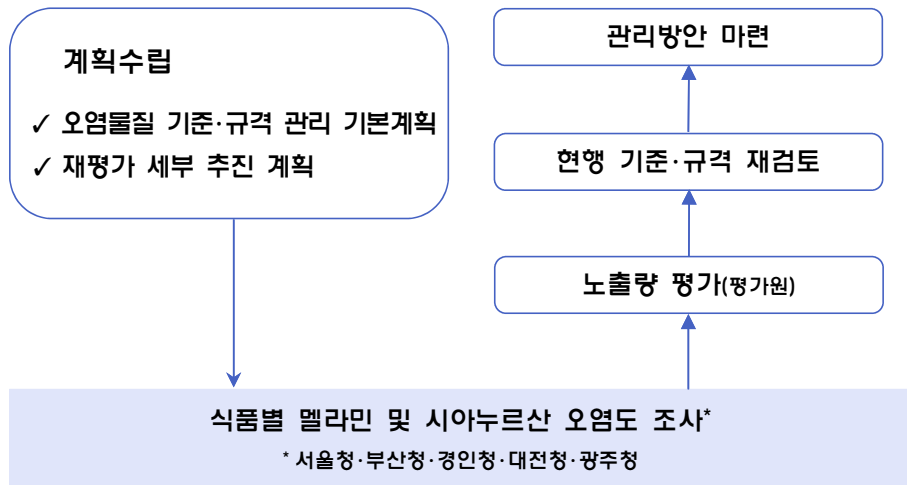 계획수립
✓ 오염물질 기준·규격 관리 기본계획
✓ 재평가 세부 추진 계획
관리방안 마련
현행 기준·규격 재검토
노출량 평가(평가원)
식품별 멜라민 및 시아누르산 오염도 조사*
* 서울청·부산청·경인청·대전청·광주청